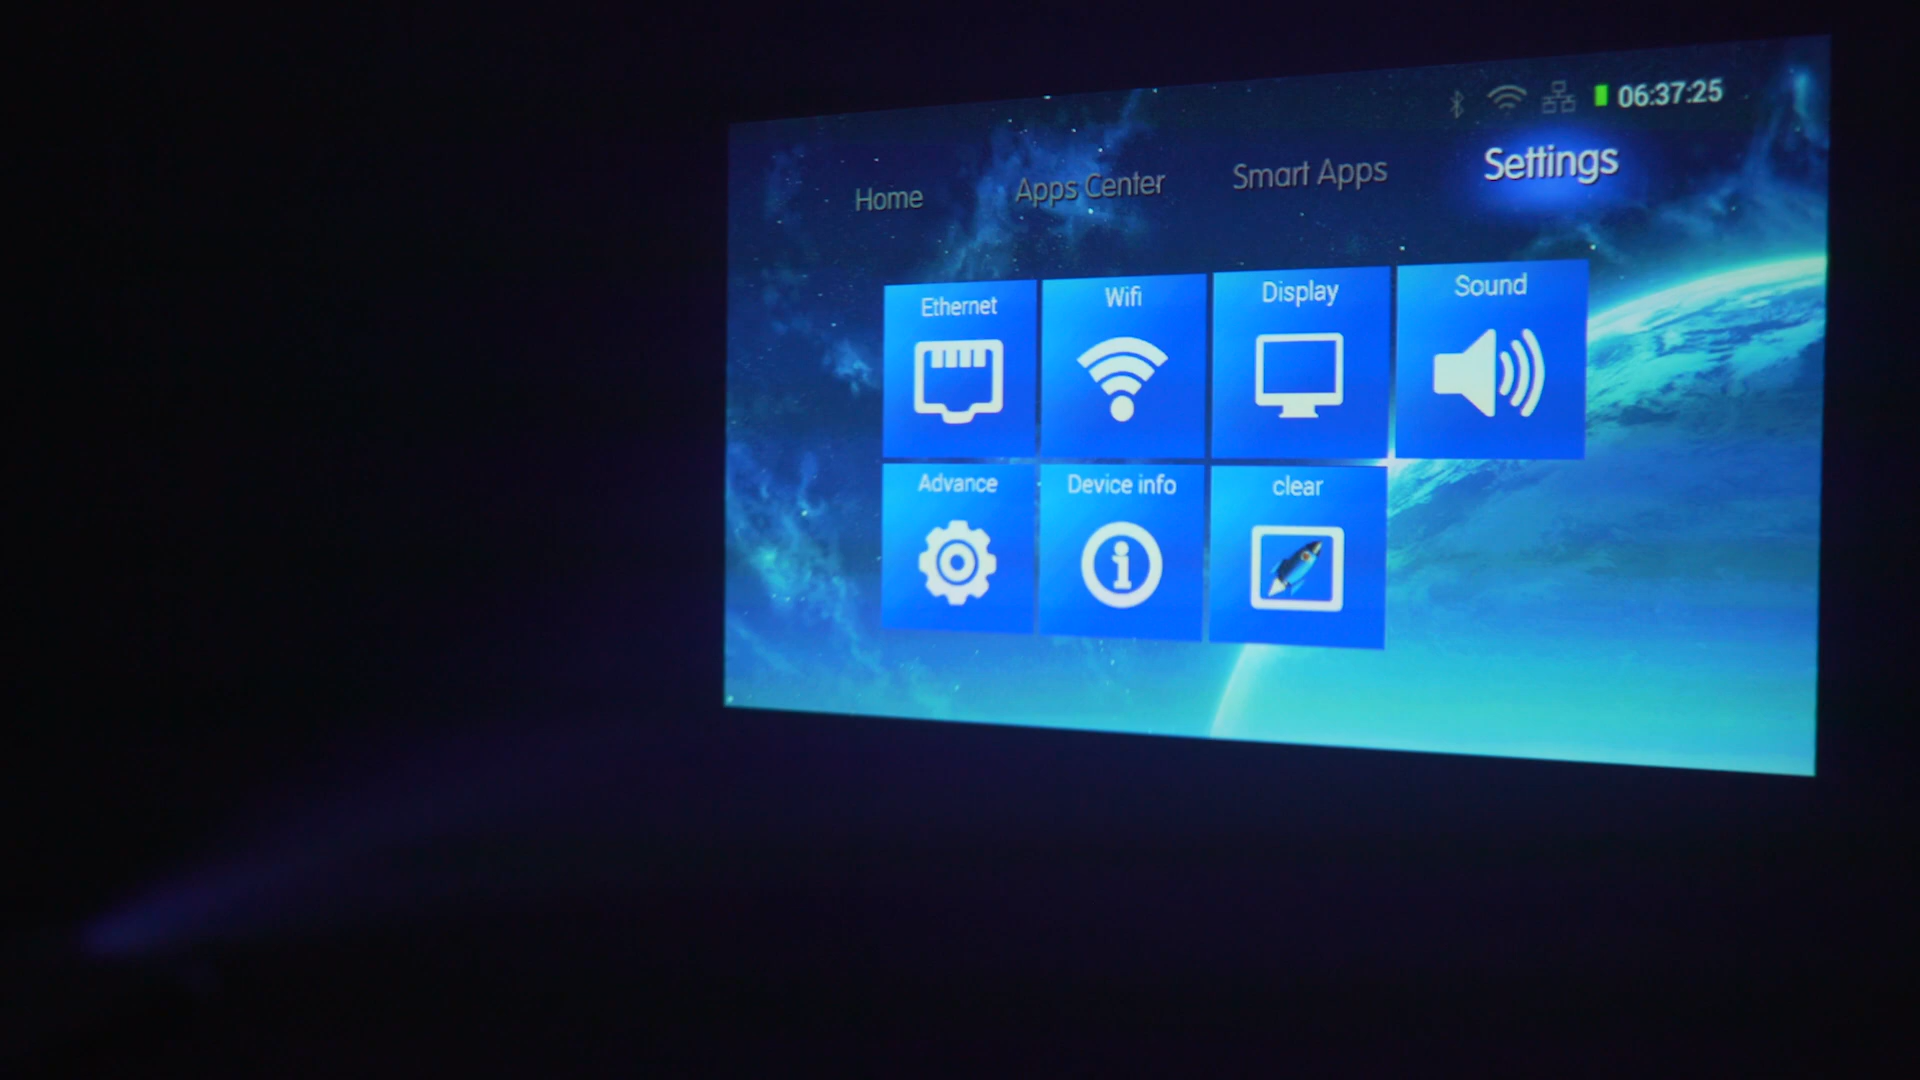 06:37:25
Home Apps Center Smart Apps Settings
Ethernet Wifi Display Sound
Advance Device info clear